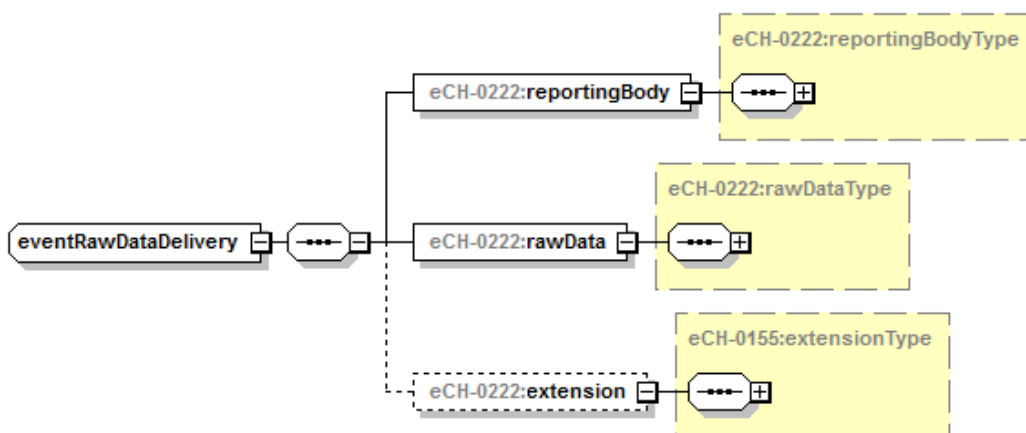 eCH-0222:reportingBodyType
eCH-0222:reportingBody
eCH-0222:rawDataType
eventRawDataDelivery
eCH-0222:rawData
eCH-0155:extensionType
eCH-0222:extension